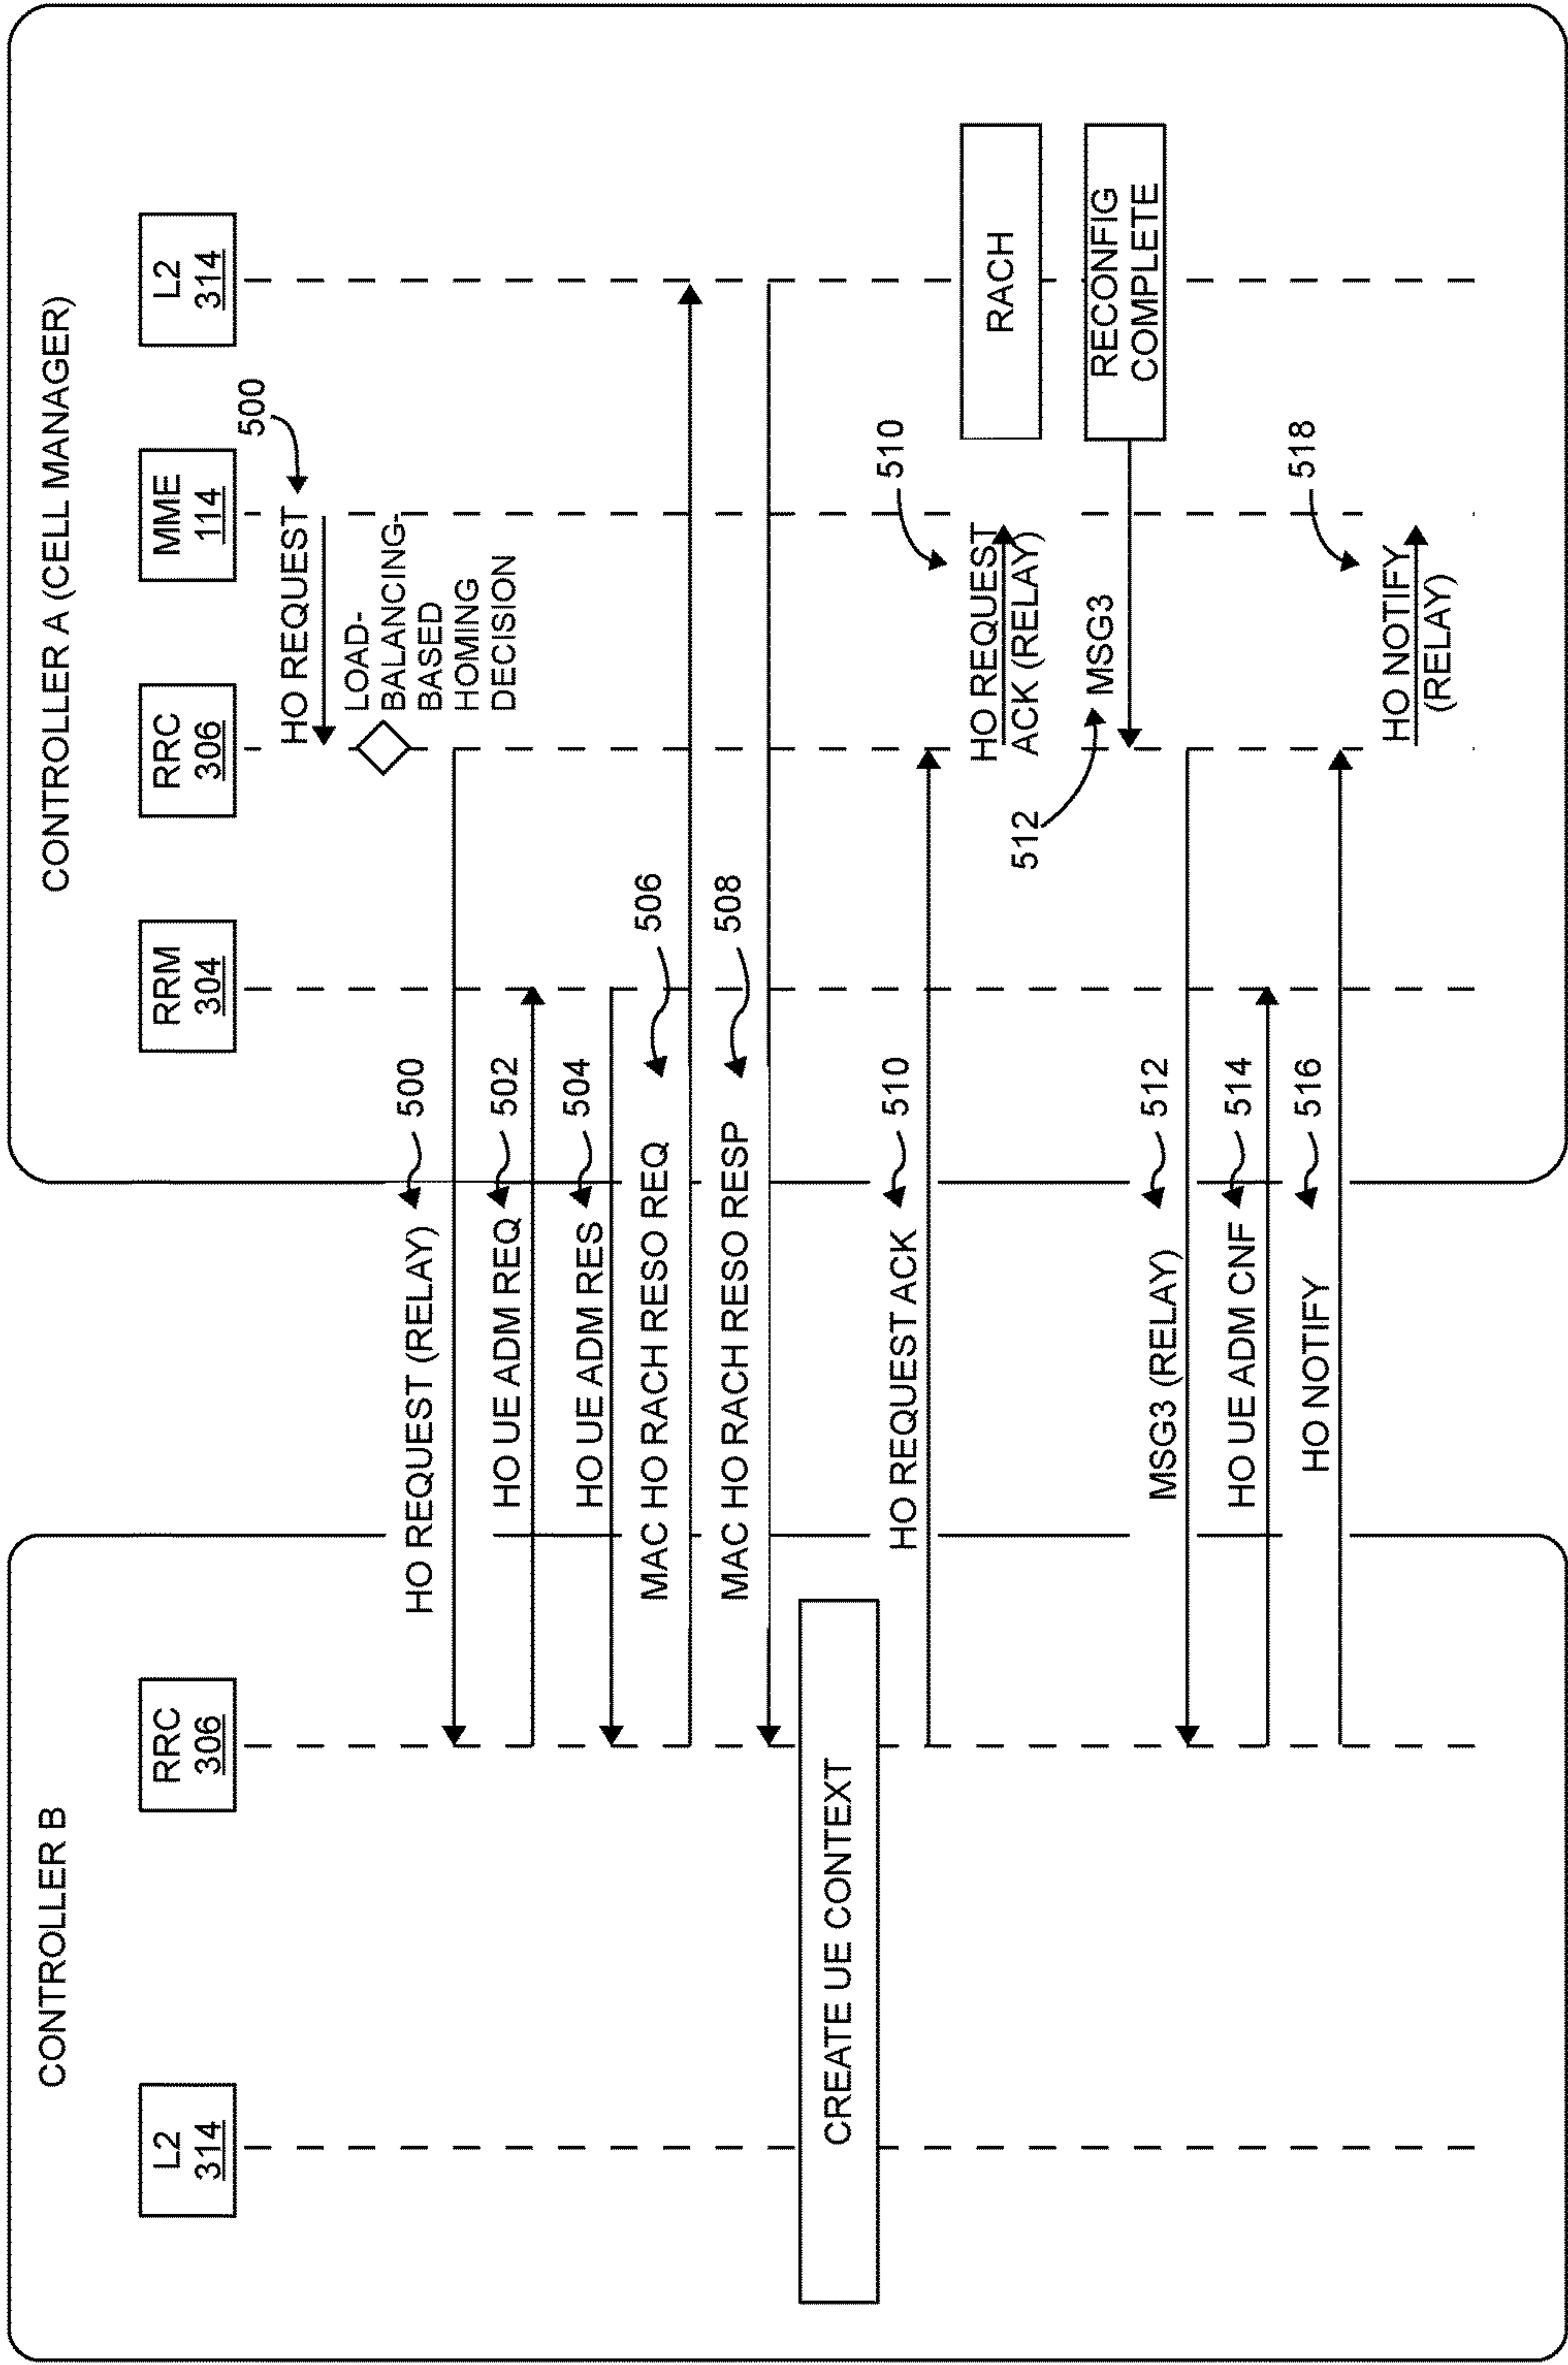 CONTROLLER B
CONTROLLER A (CELL MANAGER)
L2
314
RRC
306
RRM
304
RRC
306
MME
114
L2
314
500
HO REQUEST
LOAD-
BALANCING-
BASED
HOMING
DECISION
HO REQUEST (RELAY)
500
HO UE ADM REQ
502
HO UE ADM RES
504
MAC HO RACH RESO REQ
506
MAC HO RACH RESO RESP
508
CREATE UE CONTEXT
HO REQUEST ACK
510
510
HO REQUEST
ACK (RELAY)
RACH
512
MSG3
RECONFIG
COMPLETE
MSG3 (RELAY)
512
HO UE ADM CNF
514
HO NOTIFY
516
518
HO NOTIFY
(RELAY)